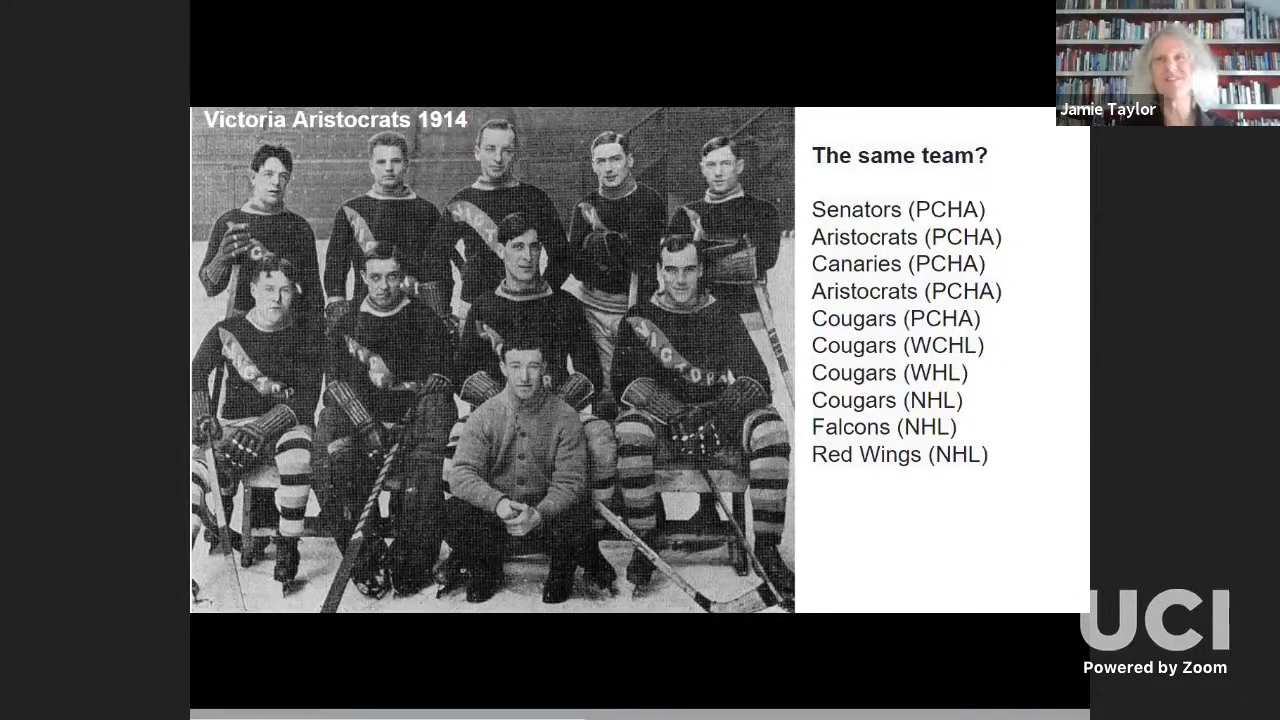 Victoria Aristocrats 1914
Jamie Taylor
The same team?
Senators (PCHA)
Aristocrats (PCHA)
Canaries (PCHA)
Aristocrats (PCHA)
Cougars (PCHA)
Cougars (WCHL)
Cougars (WHL)
Cougars (NHL)
Falcons (NHL)
Red Wings (NHL)
VICTORIA
UCI
Powered by Zoom